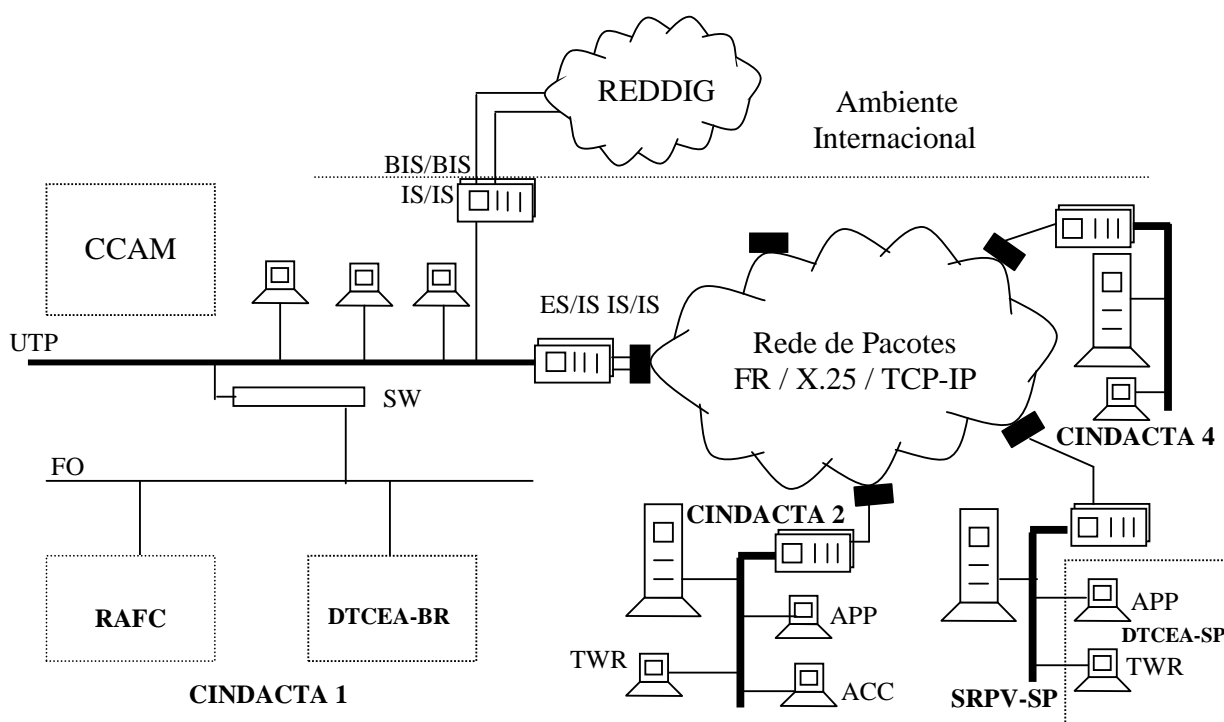 REDDIG
Ambiente
Internacional
BIS/BIS
IS/IS
CCAM
ES/IS IS/IS
UTP
Rede de Pacotes
FR / X.25 / TCP-IP
SW
CINDACTA 4
FO
CINDACTA 2
RAFC
DTCEA-BR
APP
TWR
ACC
APP
DTCEA-SP
TWR
CINDACTA 1
SRPV-SP